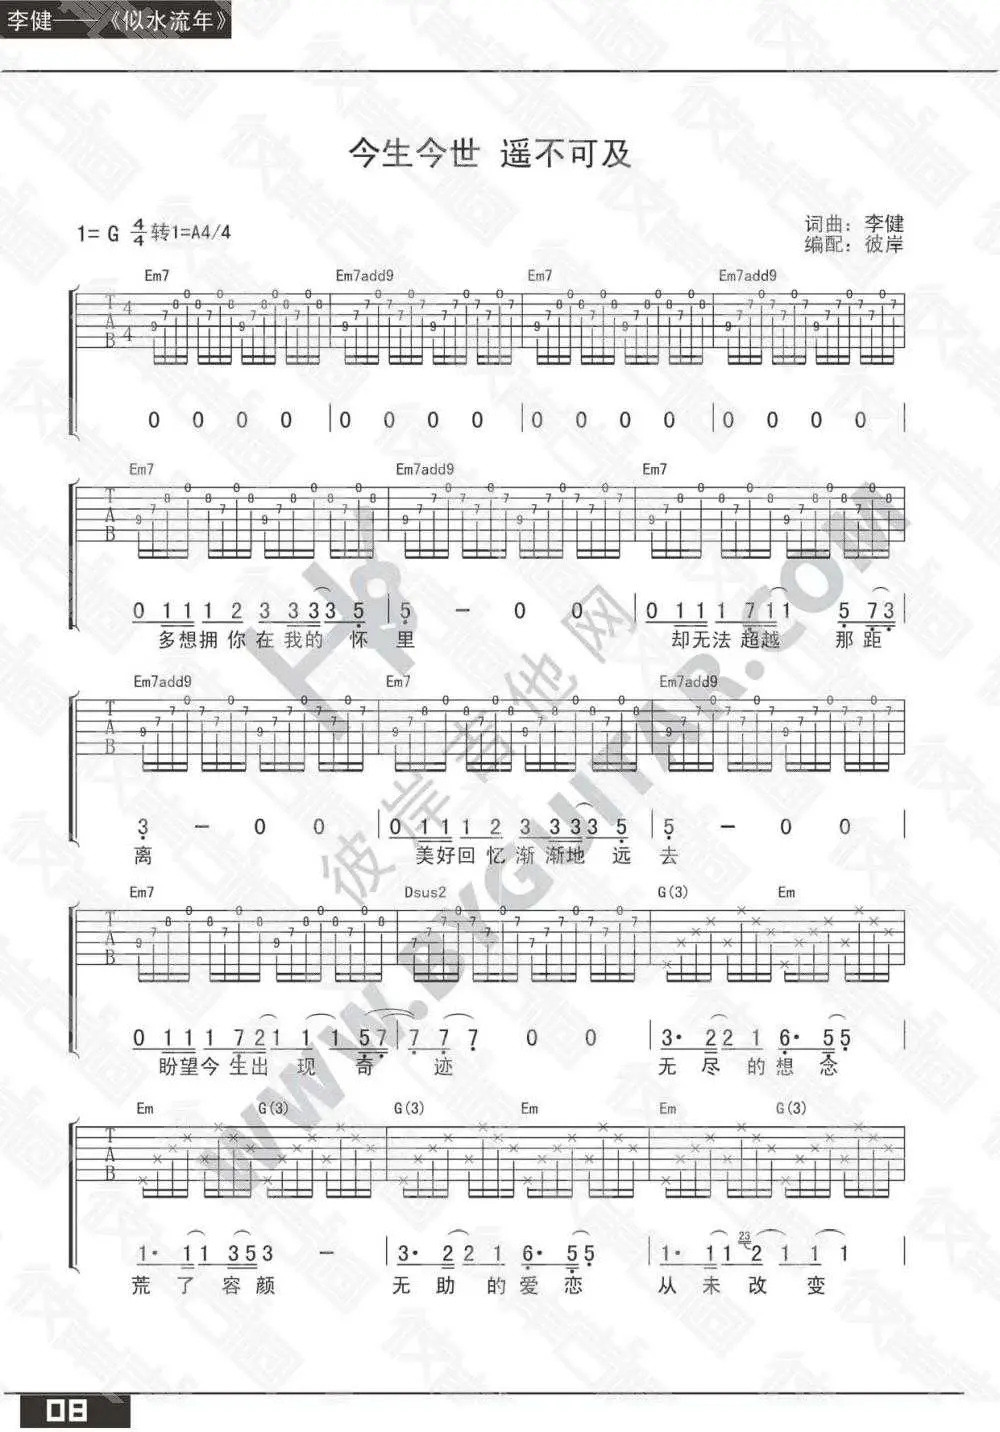 李健——《似水流年》
今生今世 遥不可及
1= G 4/4 转1=A4/4
词曲：李健
编配：彼岸
Em7 Em7add9 Em7 Em7add9
T A B 4 4
0 0 0 0 | 0 0 0 0 | 0 0 0 0 | 0 0 0 0 |
Em7 Em7add9 Em7
T A B
0 1 1 1 2 3 3 3 3 5 | 5 － 0 0 | 0 1 1 1 7 1 1 5 7 3
多想拥你在我的 怀里 却无法超越 那距
Em7add9 Em7 Em7add9
T A B
3 － 0 0 | 0 1 1 1 2 3 3 3 3 5 | 5 － 0 0 |
离 美好回忆渐渐地 远去
Em7 Dsus2 G(3) Em
T A B
0 1 1 1 7 2 1 1 1 5 7 | 7 7 7 0 0 | 3· 2 2 1 6· 5 5
盼望今生出 现 奇 迹 无尽的想念
Em G(3) G(3) Em Em G(3)
T A B
1· 1 1 3 5 3 － | 3· 2 2 1 6· 5 5 | 1· 1 1 23 2 1 1 1 |
荒了容颜 无助的爱恋 从未改变
08
彼岸吉他网
WWW.BYGUITAR.COM